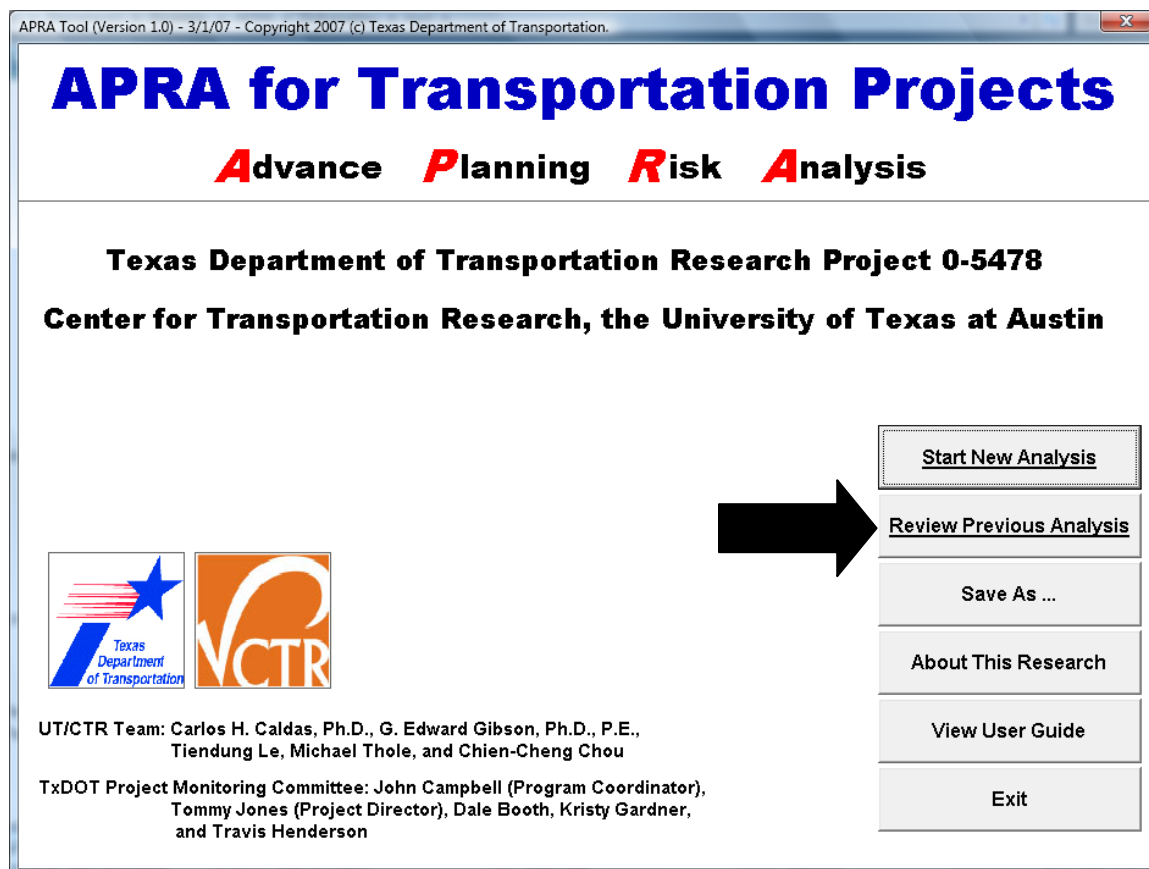 APRA Tool (Version 1.0) - 3/1/07 - Copyright 2007 (c) Texas Department of Transportation.
x
APRA for Transportation Projects
Advance Planning Risk Analysis
Texas Department of Transportation Research Project 0-5478
Center for Transportation Research, the University of Texas at Austin
Start New Analysis
Review Previous Analysis
Save As ...
About This Research
View User Guide
Exit
Texas
Department
of Transportation
CTR
UT/CTR Team: Carlos H. Caldas, Ph.D., G. Edward Gibson, Ph.D., P.E.,
Tiendung Le, Michael Thole, and Chien-Cheng Chou
TxDOT Project Monitoring Committee: John Campbell (Program Coordinator),
Tommy Jones (Project Director), Dale Booth, Kristy Gardner,
and Travis Henderson